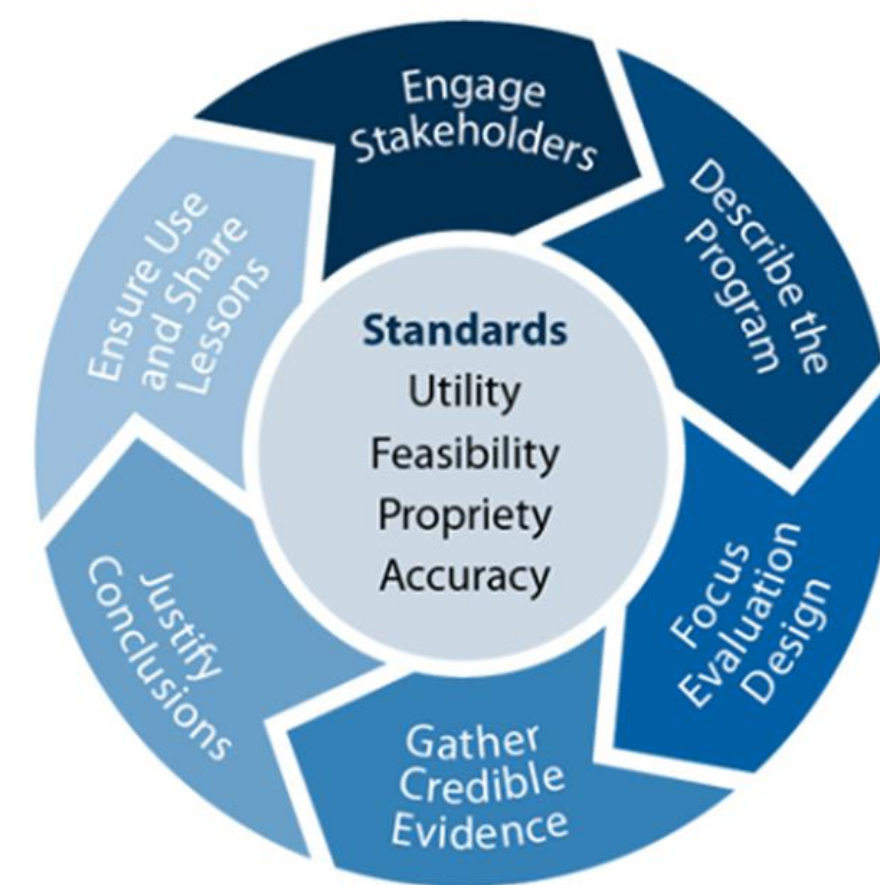 Engage
Stakeholders
Describe the
Program
Focus
Evaluation
Design
Gather
Credible
Evidence
Justify
Conclusions
Ensure Use
and Share
Lessons
Standards
Utility
Feasibility
Propriety
Accuracy